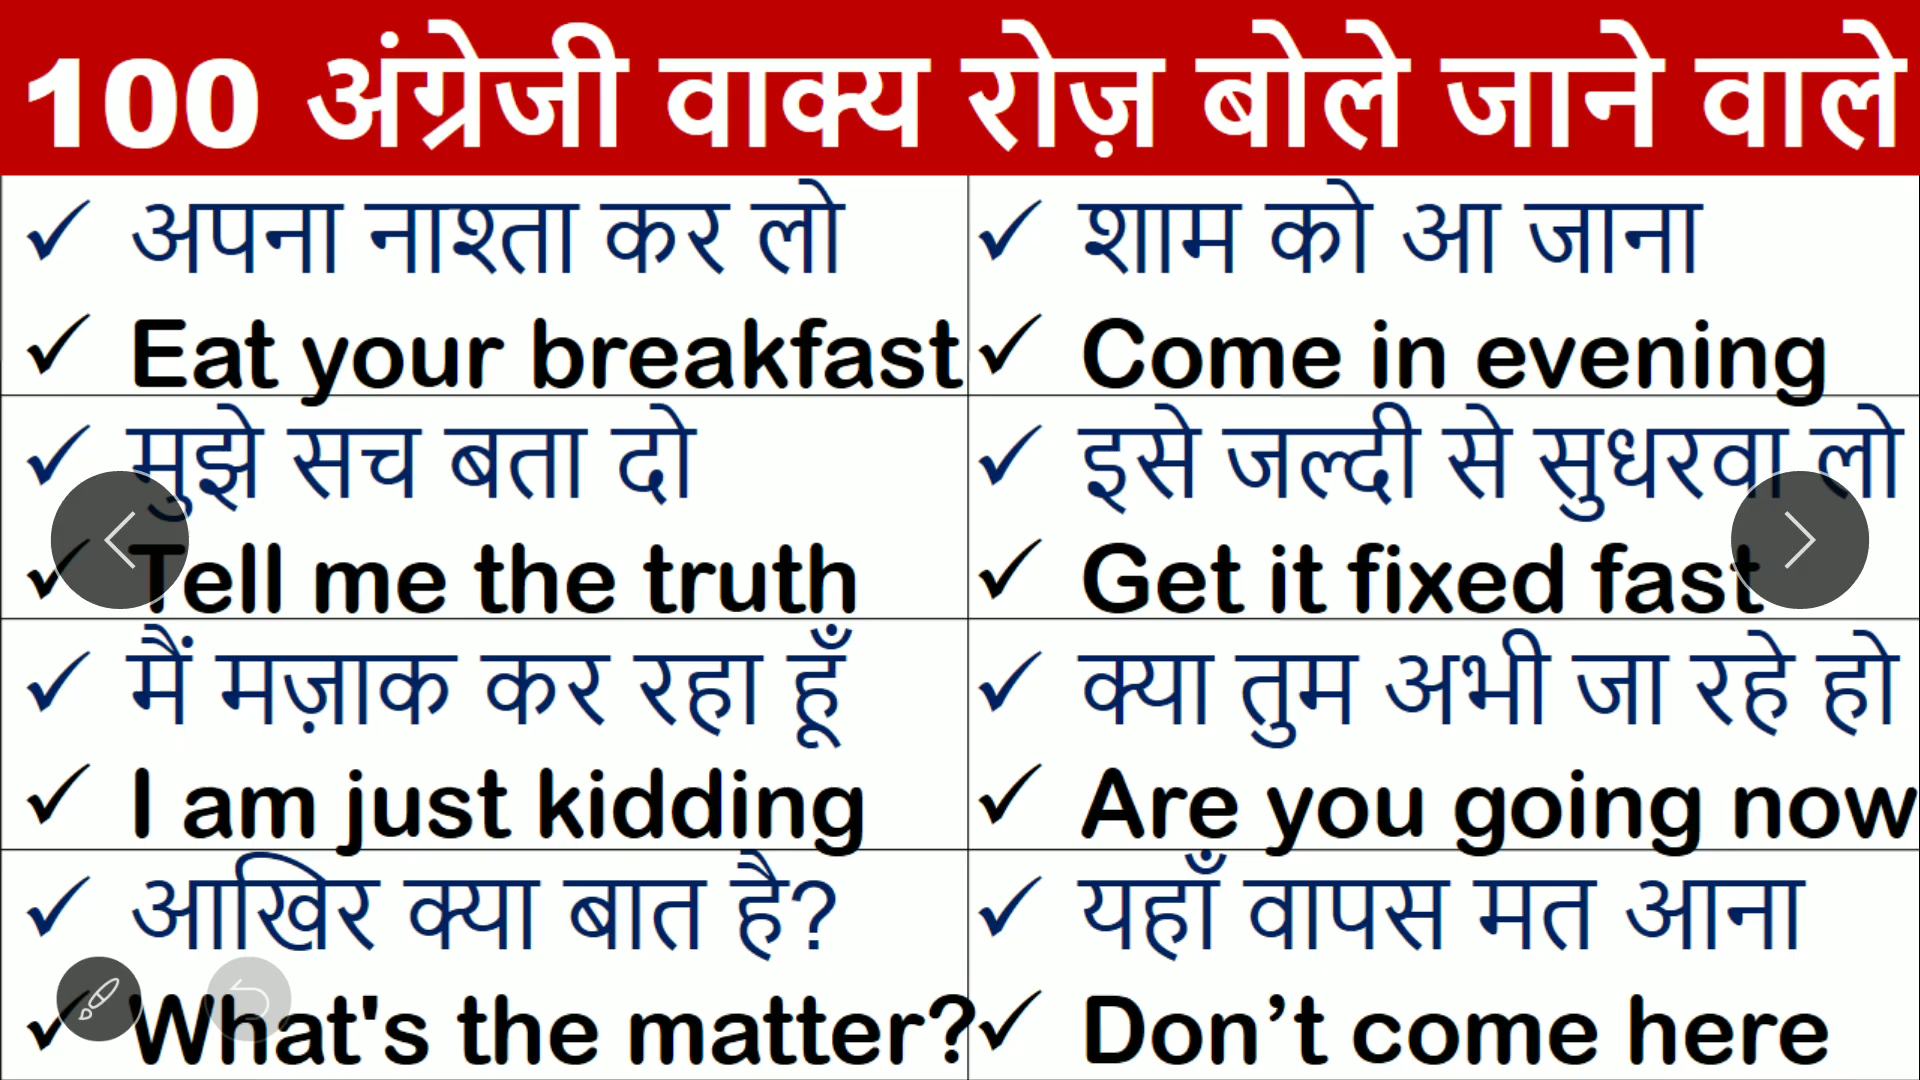 100 अंग्रेजी वाक्य रोज़ बोले जाने वाले
अपना नाश्ता कर लो
Eat your breakfast
शाम को आ जाना
Come in evening
मुझे सच बता दो
Tell me the truth
इसे जल्दी से सुधरवा लो
Get it fixed fast
मैं मज़ाक कर रहा हूँ
I am just kidding
क्या तुम अभी जा रहे हो
Are you going now
आखिर क्या बात है?
What's the matter?
यहाँ वापस मत आना
Don’t come here